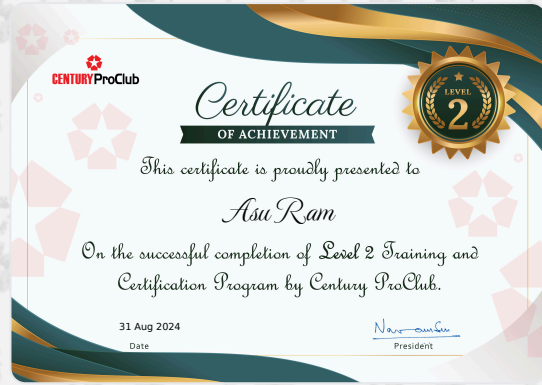 CENTURY ProClub
Certificate
OF ACHIEVEMENT
LEVEL
2
This certificate is proudly presented to
Asu Ram
On the successful completion of Level 2 Training and
Certification Program by Century ProClub.
31 Aug 2024
Date
President